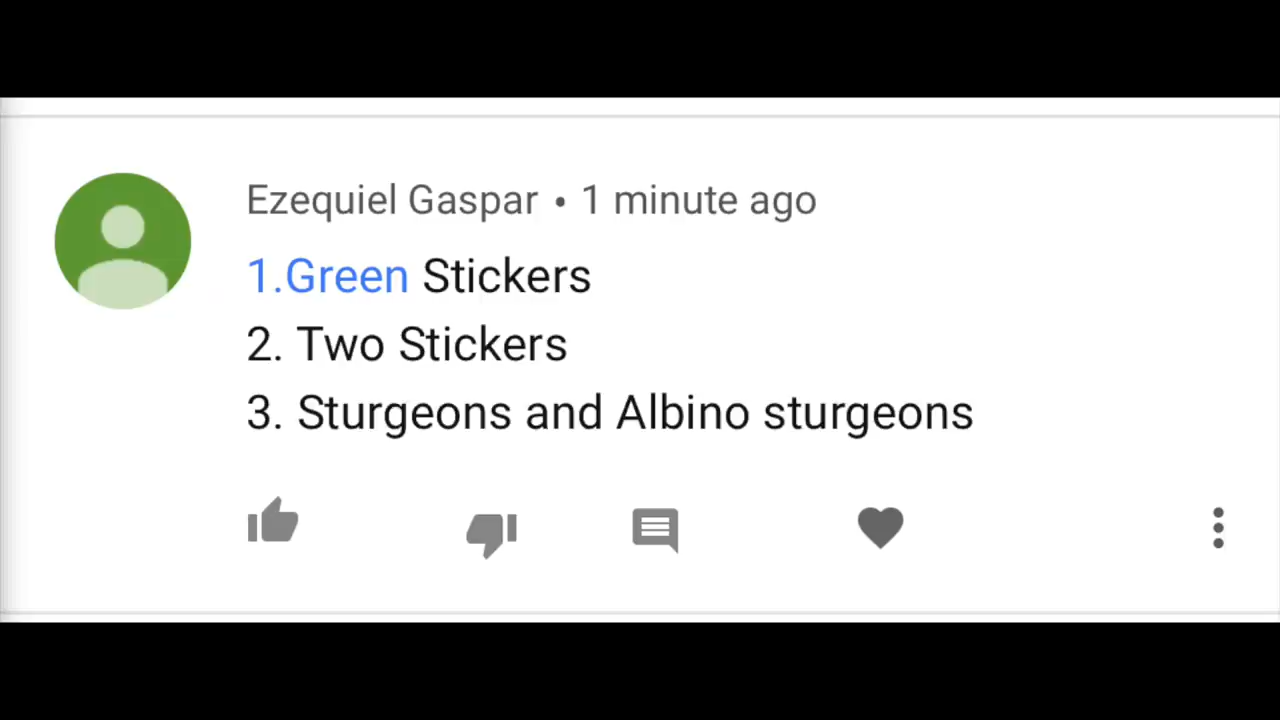 Ezequiel Gaspar • 1 minute ago
1.Green Stickers
2. Two Stickers
3. Sturgeons and Albino sturgeons